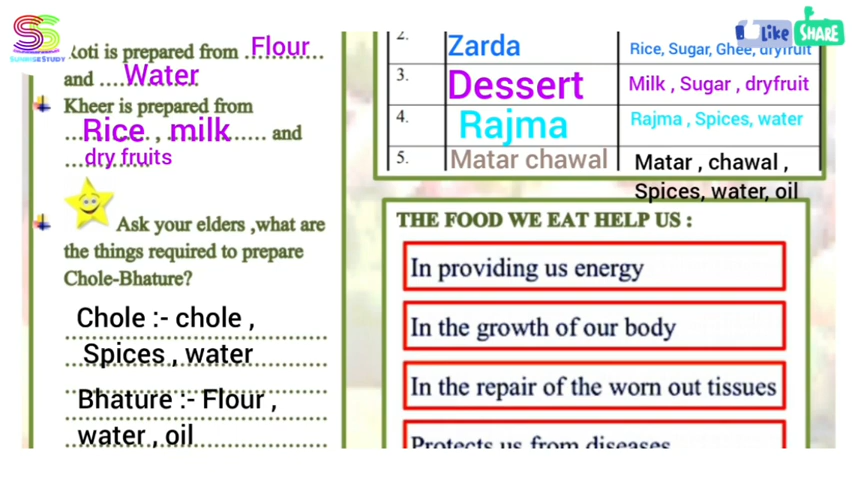 SUNRISE STUDY
Like SHARE
Roti is prepared from Flour
and Water
Kheer is prepared from
Rice , milk and
dry fruits
Ask your elders ,what are
the things required to prepare
Chole-Bhature?
Chole :- chole ,
Spices , water
Bhature :- Flour ,
water , oil
2. Zarda Rice, Sugar, Ghee, dryfruit
3. Dessert Milk , Sugar , dryfruit
4. Rajma Rajma , Spices, water
5. Matar chawal Matar , chawal ,
Spices, water, oil
THE FOOD WE EAT HELP US :
In providing us energy
In the growth of our body
In the repair of the worn out tissues
Protects us from diseases